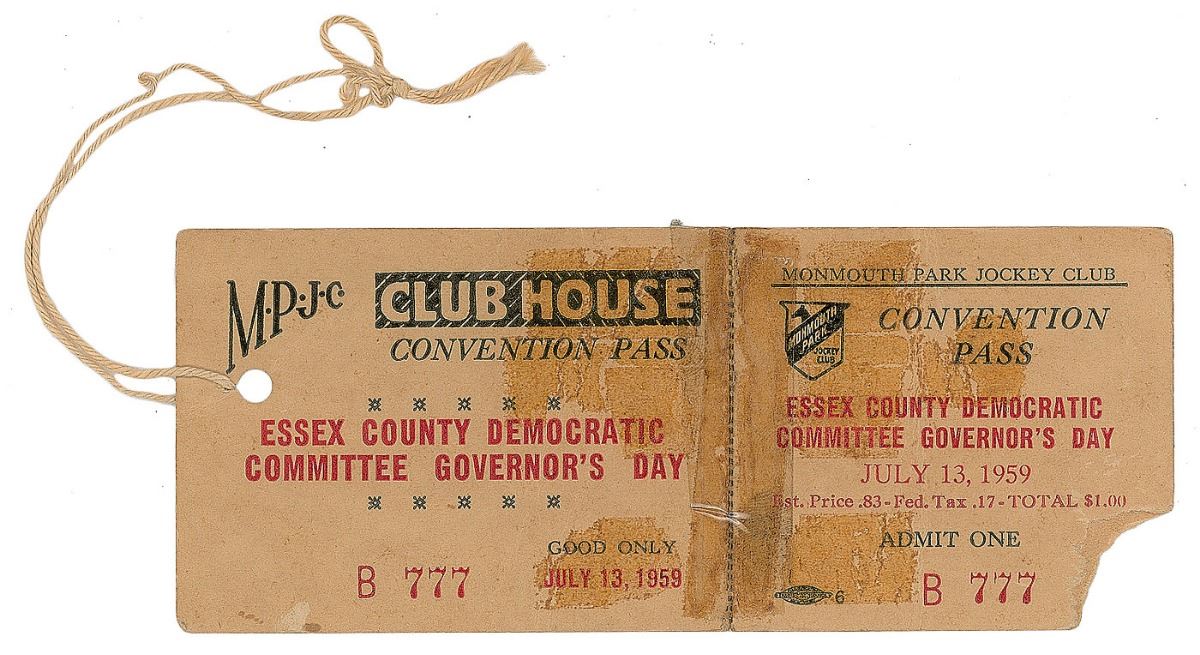 M·P·J·C
CLUB HOUSE
CONVENTION PASS
ESSEX COUNTY DEMOCRATIC
COMMITTEE GOVERNOR'S DAY
GOOD ONLY
B 777
JULY 13, 1959
MONMOUTH PARK JOCKEY CLUB
MONMOUTH
PARK
JOCKEY
CLUB
CONVENTION
PASS
ESSEX COUNTY DEMOCRATIC
COMMITTEE GOVERNOR'S DAY
JULY 13, 1959
Est. Price .83-Fed. Tax .17-TOTAL $1.00
ADMIT ONE
6
B 777